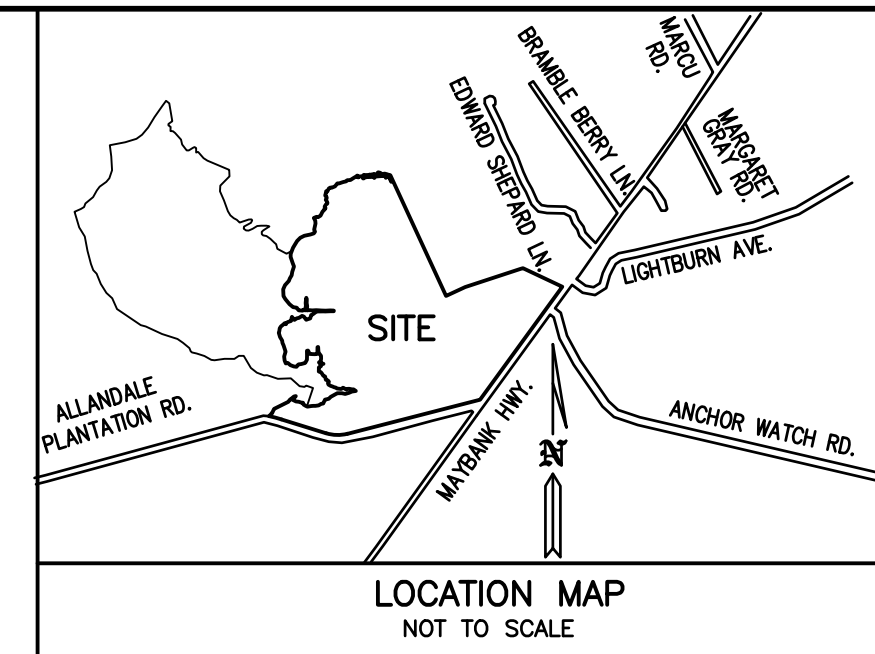 MARCU
RD.
BRAMBLE BERRY LN.
EDWARD SHEPARD LN.
MARGARET
GRAY RD.
LIGHTBURN AVE.
SITE
ALLANDALE
PLANTATION RD.
MAYBANK HWY.
ANCHOR WATCH RD.
N
LOCATION MAP
NOT TO SCALE